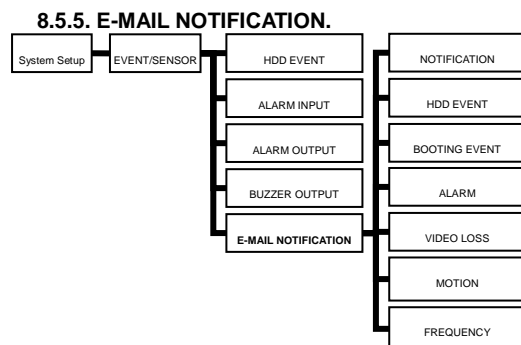 8.5.5. E-MAIL NOTIFICATION.
System Setup
EVENT/SENSOR
HDD EVENT
ALARM INPUT
ALARM OUTPUT
BUZZER OUTPUT
E-MAIL NOTIFICATION
NOTIFICATION
HDD EVENT
BOOTING EVENT
ALARM
VIDEO LOSS
MOTION
FREQUENCY